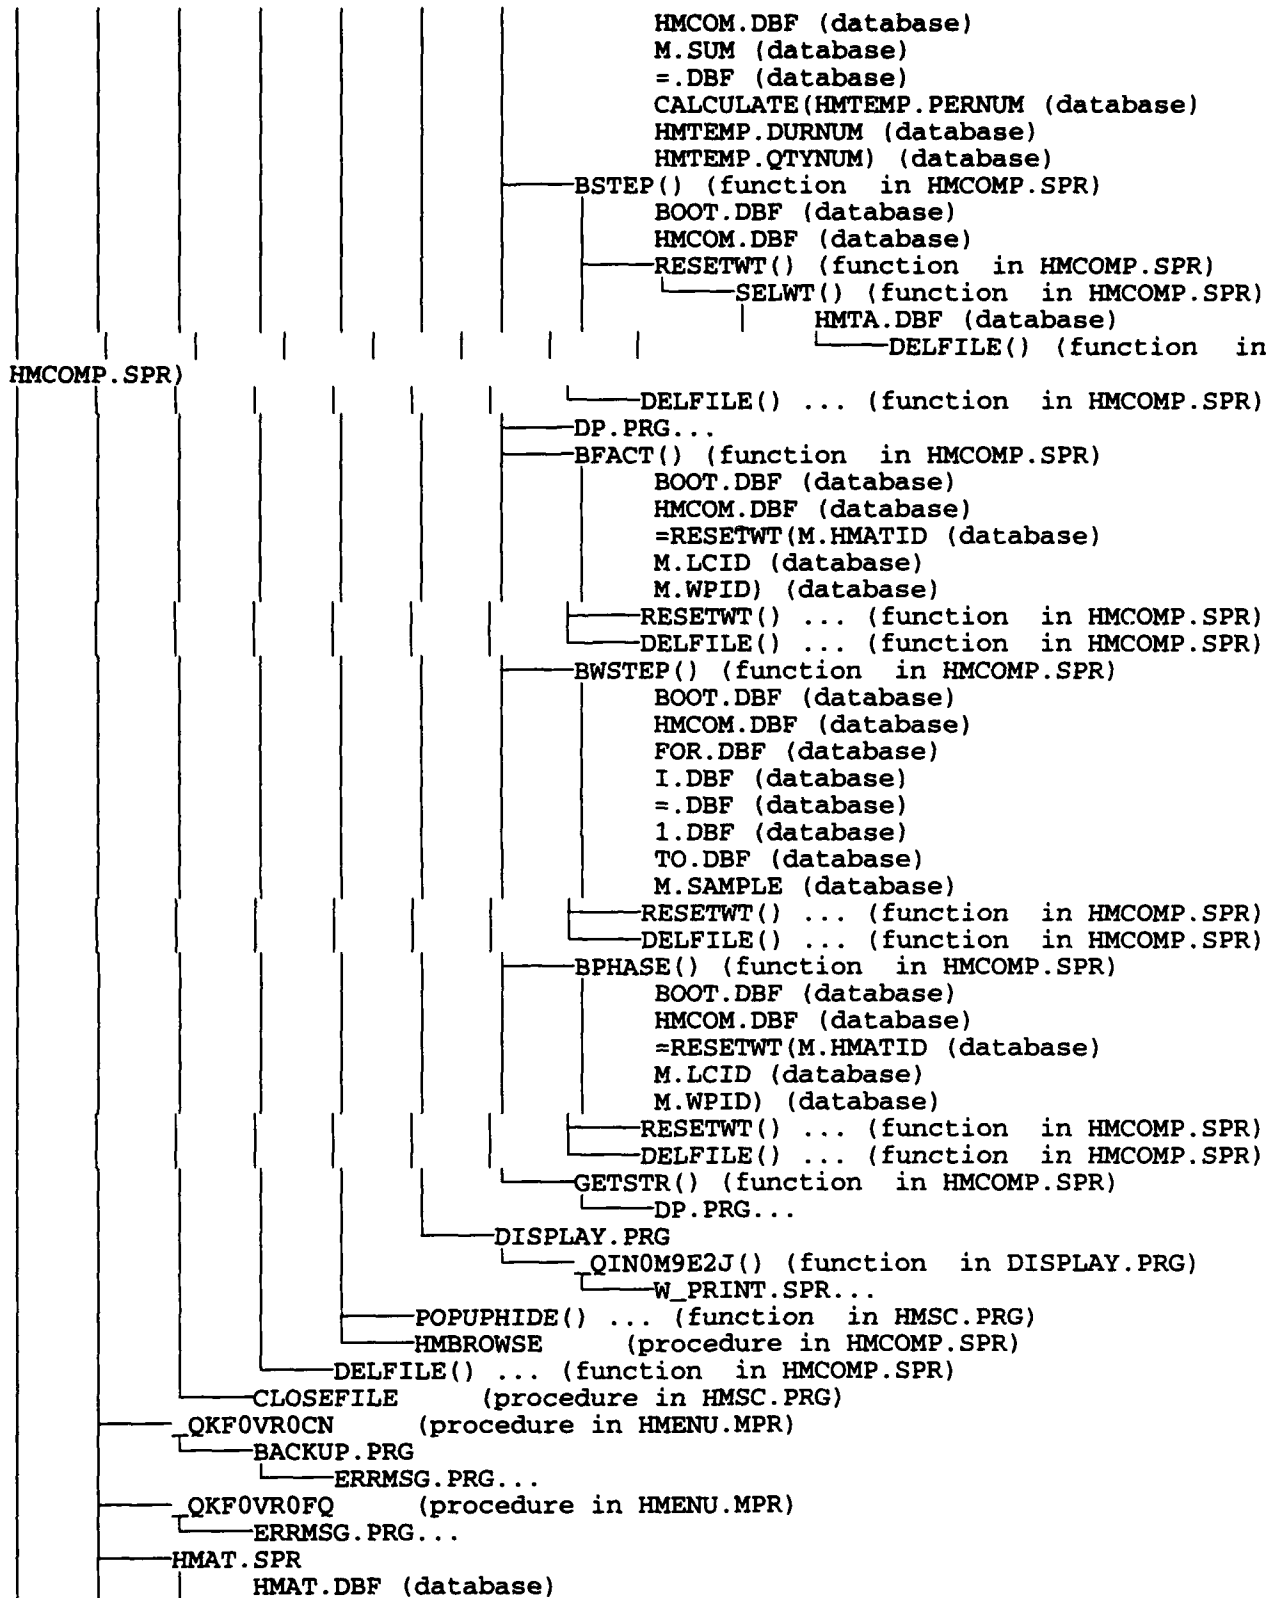 HMCOM.DBF (database)
M.SUM (database)
=.DBF (database)
CALCULATE(HMTEMP.PERNUM (database)
HMTEMP.DURNUM (database)
HMTEMP.QTYNUM) (database)
BSTEP() (function in HMCOMP.SPR)
BOOT.DBF (database)
HMCOM.DBF (database)
RESETWT() (function in HMCOMP.SPR)
SELWT() (function in HMCOMP.SPR)
HMTA.DBF (database)
DELFILE() (function in
HMCOMP.SPR)
DELFILE() ... (function in HMCOMP.SPR)
DP.PRG...
BFACT() (function in HMCOMP.SPR)
BOOT.DBF (database)
HMCOM.DBF (database)
=RESETWT(M.HMATID (database)
M.LCID (database)
M.WPID) (database)
RESETWT() ... (function in HMCOMP.SPR)
DELFILE() ... (function in HMCOMP.SPR)
BWSTEP() (function in HMCOMP.SPR)
BOOT.DBF (database)
HMCOM.DBF (database)
FOR.DBF (database)
I.DBF (database)
=.DBF (database)
1.DBF (database)
TO.DBF (database)
M.SAMPLE (database)
RESETWT() ... (function in HMCOMP.SPR)
DELFILE() ... (function in HMCOMP.SPR)
BPHASE() (function in HMCOMP.SPR)
BOOT.DBF (database)
HMCOM.DBF (database)
=RESETWT(M.HMATID (database)
M.LCID (database)
M.WPID) (database)
RESETWT() ... (function in HMCOMP.SPR)
DELFILE() ... (function in HMCOMP.SPR)
GETSTR() (function in HMCOMP.SPR)
DP.PRG...
DISPLAY.PRG
_QIN0M9E2J() (function in DISPLAY.PRG)
W_PRINT.SPR...
POPUPHIDE() ... (function in HMSC.PRG)
HMBROWSE (procedure in HMCOMP.SPR)
DELFILE() ... (function in HMCOMP.SPR)
CLOSEFILE (procedure in HMSC.PRG)
_QKF0VR0CN (procedure in HMENU.MPR)
BACKUP.PRG
ERRMSG.PRG...
_QKF0VR0FQ (procedure in HMENU.MPR)
ERRMSG.PRG...
HMAT.SPR
HMAT.DBF (database)